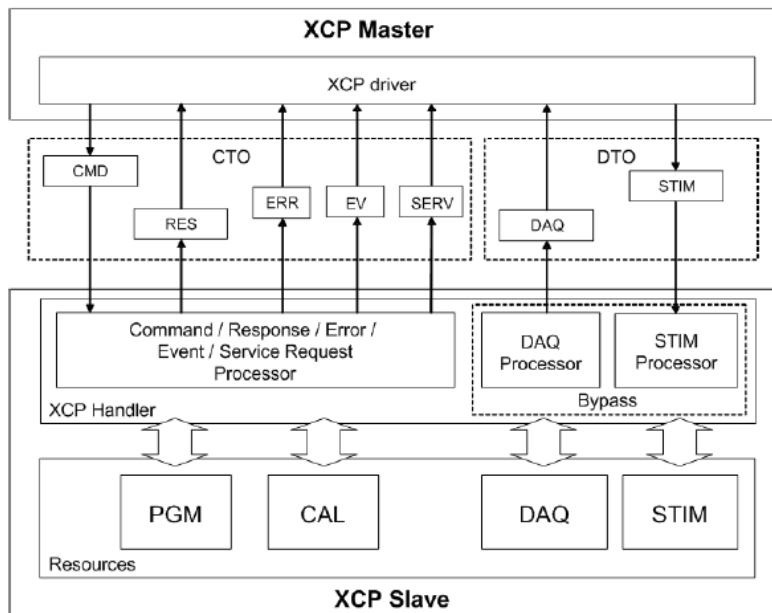 XCP Master
XCP driver
CTO
DTO
CMD
STIM
RES
ERR
EV
SERV
DAQ
Command / Response / Error /
Event / Service Request
Processor
DAQ
Processor
STIM
Processor
XCP Handler
Bypass
PGM
CAL
DAQ
STIM
Resources
XCP Slave